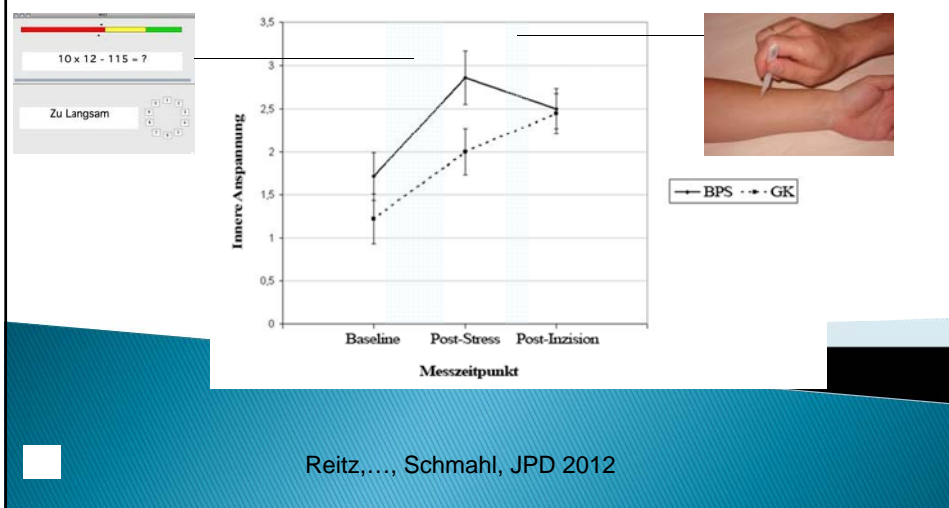 10 x 12 - 115 = ?
Zu Langsam
Innere Anspannung
3,5
3
2,5
2
1,5
1
0,5
0
Baseline Post-Stress Post-Inzision
Messzeitpunkt
BPS GK
Reitz,…, Schmahl, JPD 2012